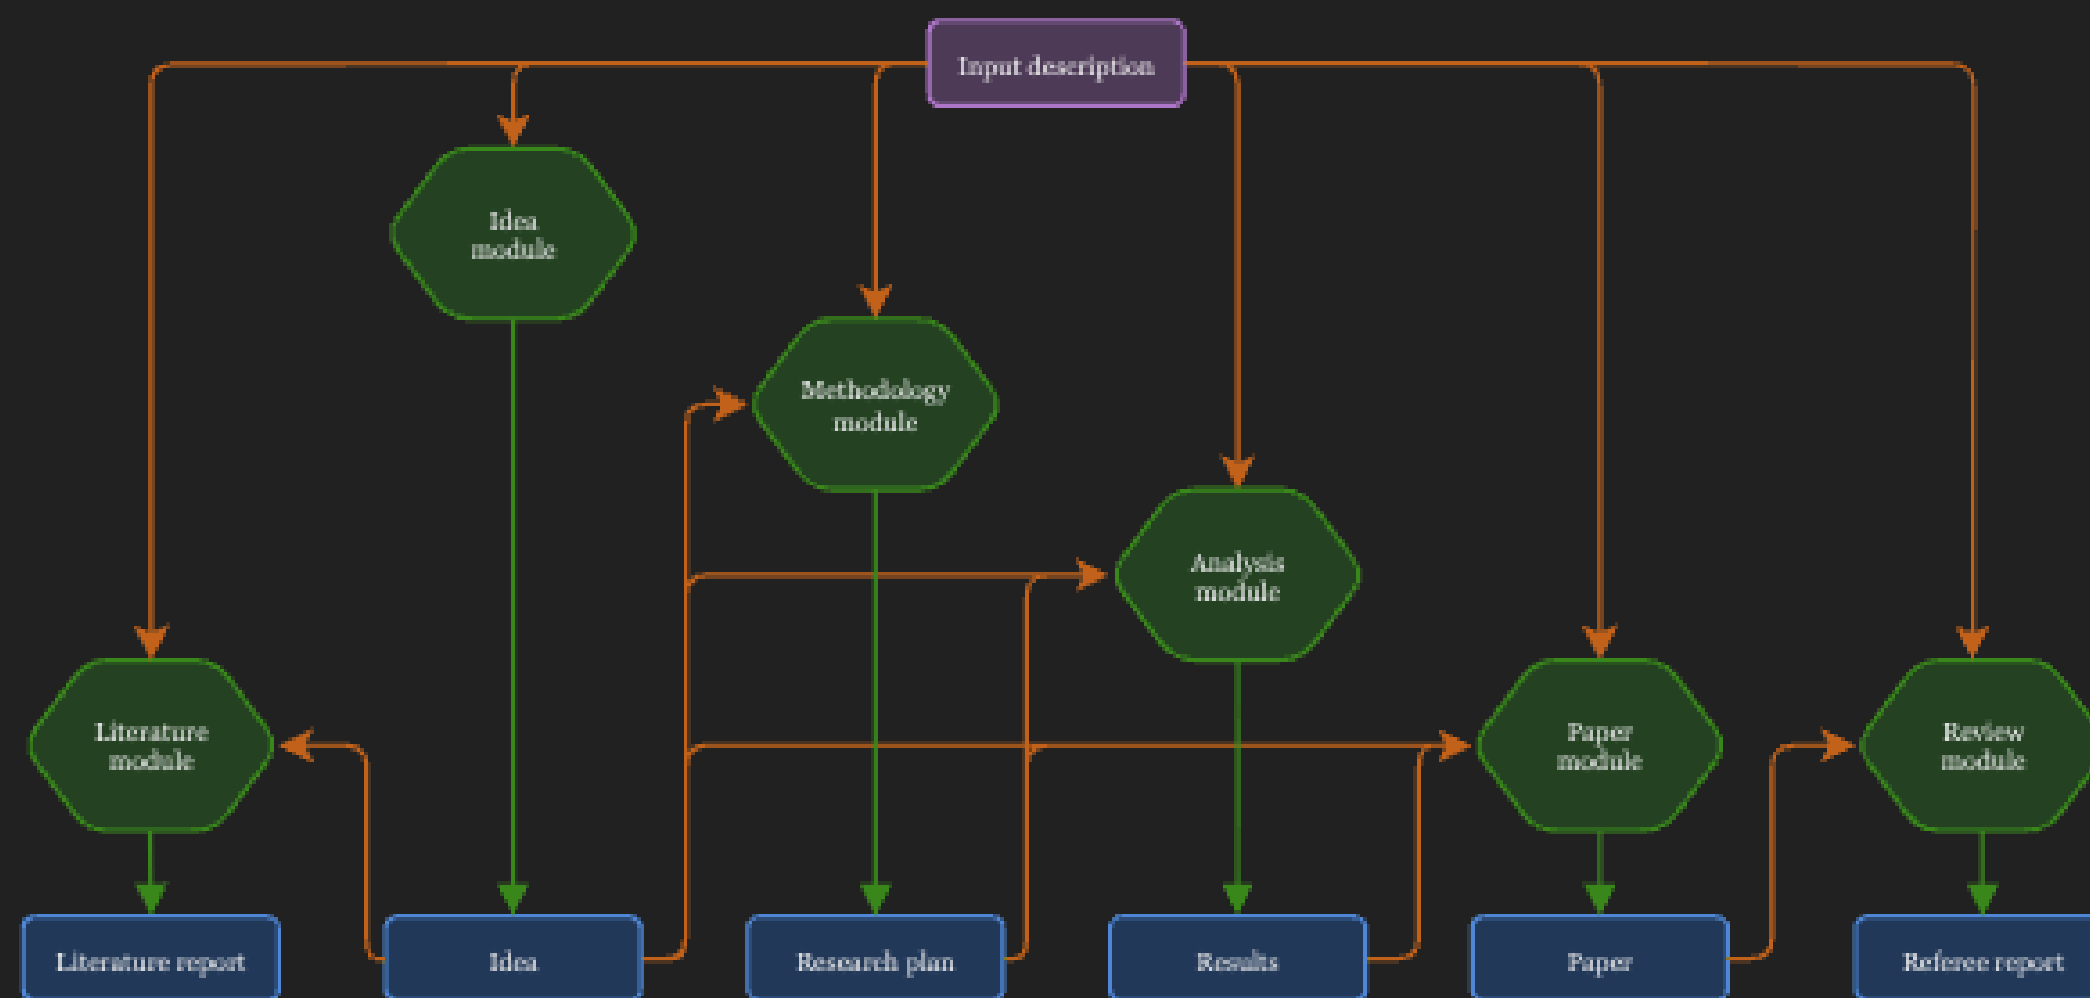 Input description
Idea
module
Methodology
module
Analysis
module
Literature
module
Paper
module
Review
module
Literature report
Idea
Research plan
Results
Paper
Referee report